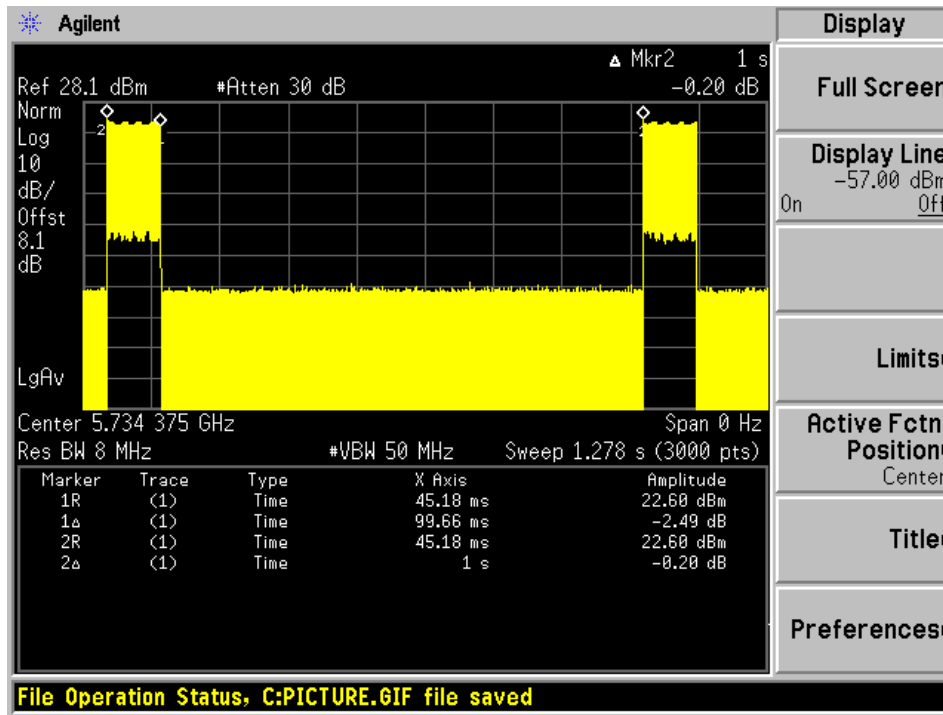 Agilent
Display
Δ Mkr2 1 s
Ref 28.1 dBm #Atten 30 dB -0.20 dB
Norm
Log
10
dB/
Offst
8.1
dB
LgAv
2
Center 5.734 375 GHz Span 0 Hz
Res BW 8 MHz #VBW 50 MHz Sweep 1.278 s (3000 pts)
Marker Trace Type X Axis Amplitude
1R (1) Time 45.18 ms 22.60 dBm
1Δ (1) Time 99.66 ms -2.49 dB
2R (1) Time 45.18 ms 22.60 dBm
2Δ (1) Time 1 s -0.20 dB
Full Screen
Display Line
-57.00 dBm
On Off
Limits
Active Fctn
Position
Center
Title
Preferences
File Operation Status, C:PICTURE.GIF file saved